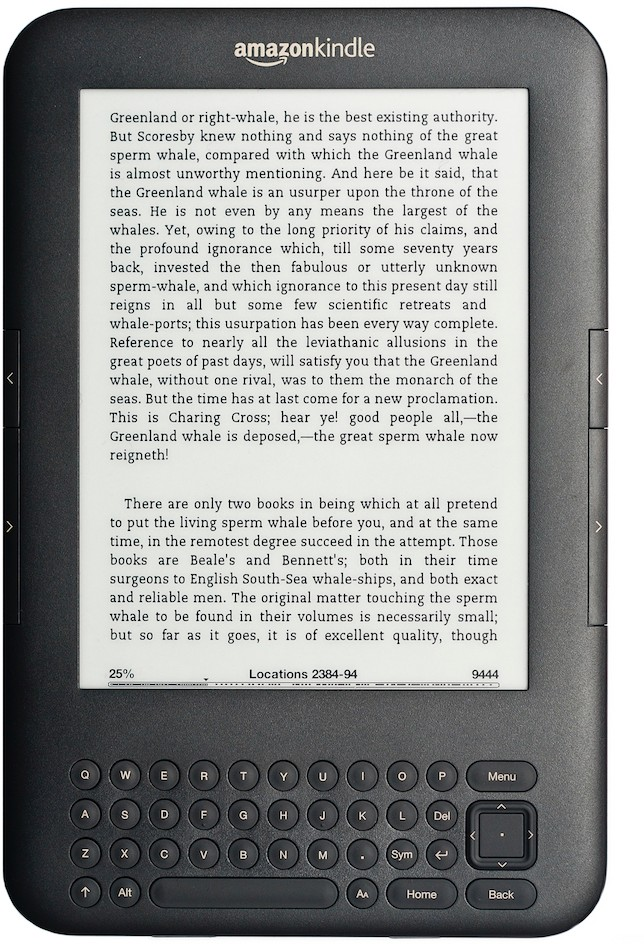 amazonkindle
Greenland or right-whale, he is the best existing authority.
But Scoresby knew nothing and says nothing of the great
sperm whale, compared with which the Greenland whale
is almost unworthy mentioning. And here be it said, that
the Greenland whale is an usurper upon the throne of the
seas. He is not even by any means the largest of the
whales. Yet, owing to the long priority of his claims, and
the profound ignorance which, till some seventy years
back, invested the then fabulous or utterly unknown
sperm-whale, and which ignorance to this present day still
reigns in all but some few scientific retreats and
whale-ports; this usurpation has been every way complete.
Reference to nearly all the leviathanic allusions in the
great poets of past days, will satisfy you that the Greenland
whale, without one rival, was to them the monarch of the
seas. But the time has at last come for a new proclamation.
This is Charing Cross; hear ye! good people all,—the
Greenland whale is deposed,—the great sperm whale now
reigneth!
There are only two books in being which at all pretend
to put the living sperm whale before you, and at the same
time, in the remotest degree succeed in the attempt. Those
books are Beale's and Bennett's; both in their time
surgeons to English South-Sea whale-ships, and both exact
and reliable men. The original matter touching the sperm
whale to be found in their volumes is necessarily small;
but so far as it goes, it is of excellent quality, though
25% Locations 2384-94 9444
Q W E R T Y U I O P Menu
A S D F G H J K L Del
Z X C V B N M . Sym
Alt AA Home Back